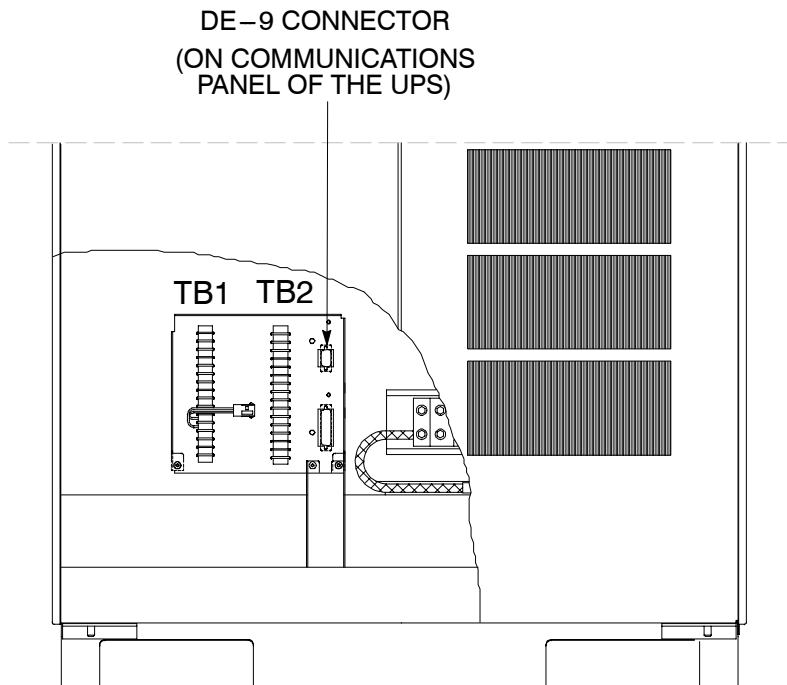 DE–9 CONNECTOR
(ON COMMUNICATIONS
PANEL OF THE UPS)
TB1 TB2